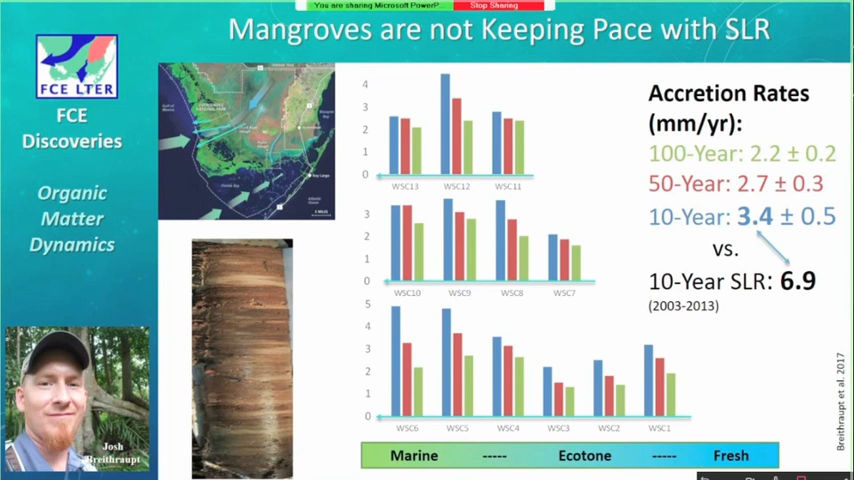 You are sharing Microsoft PowerP...
Stop Sharing
Mangroves are not Keeping Pace with SLR
FCE LTER
FCE
Discoveries
Organic
Matter
Dynamics
Josh
Breithraupt
4
3
2
1
0
WSC13
WSC12
WSC11
3
2
1
0
WSC10
WSC9
WSC8
WSC7
5
4
3
2
1
0
WSC6
WSC5
WSC4
WSC3
WSC2
WSC1
Marine ----- Ecotone ----- Fresh
Accretion Rates
(mm/yr):
100-Year: 2.2 ± 0.2
50-Year: 2.7 ± 0.3
10-Year: 3.4 ± 0.5
vs.
10-Year SLR: 6.9
(2003-2013)
Breithraupt et al. 2017